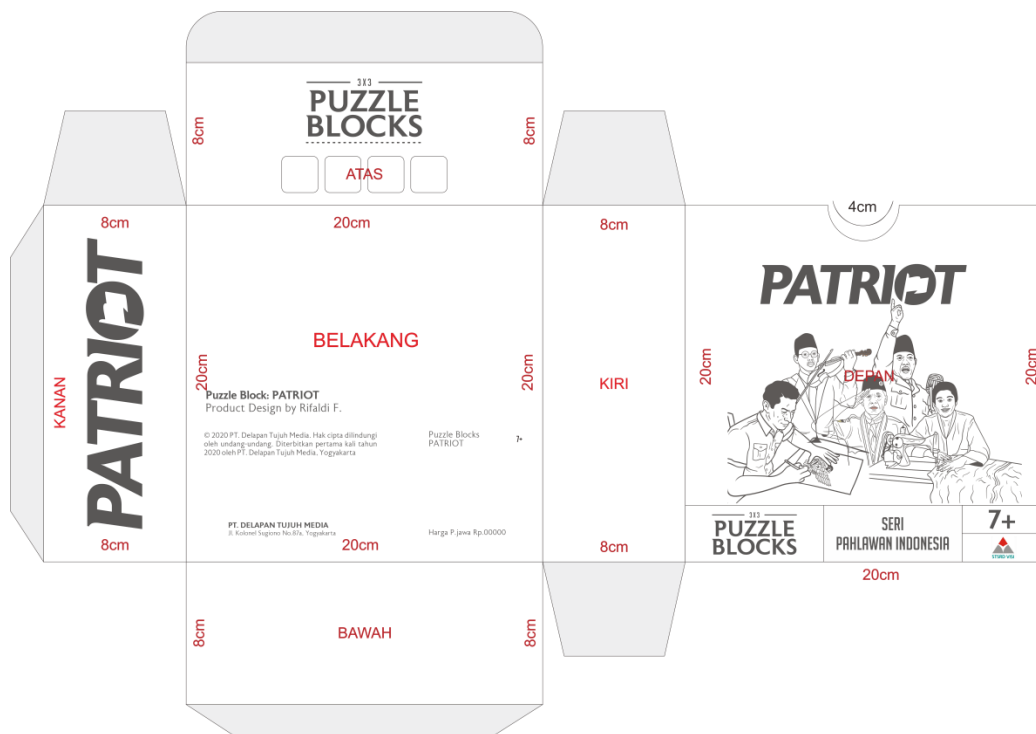 3X3
PUZZLE
BLOCKS
8cm
8cm
ATAS
8cm
20cm
8cm
4cm
PATRIOT
KANAN
PATRIOT
8cm
BELAKANG
20cm
20cm
Puzzle Block: PATRIOT
Product Design by Rifaldi F.
© 2020 PT. Delapan Tujuh Media. Hak cipta dilindungi
oleh undang-undang. Diterbitkan pertama kali tahun
2020 oleh PT. Delapan Tujuh Media, Yogyakarta
Puzzle Blocks
PATRIOT
7+
PT. DELAPAN TUJUH MEDIA
Jl. Kolonel Sugiono No.87a, Yogyakarta
Harga P.jawa Rp.00000
20cm
KIRI
8cm
20cm
DEPAN
20cm
3X3
PUZZLE
BLOCKS
SERI
PAHLAWAN INDONESIA
7+
STSRD VISI
20cm
8cm
BAWAH
8cm